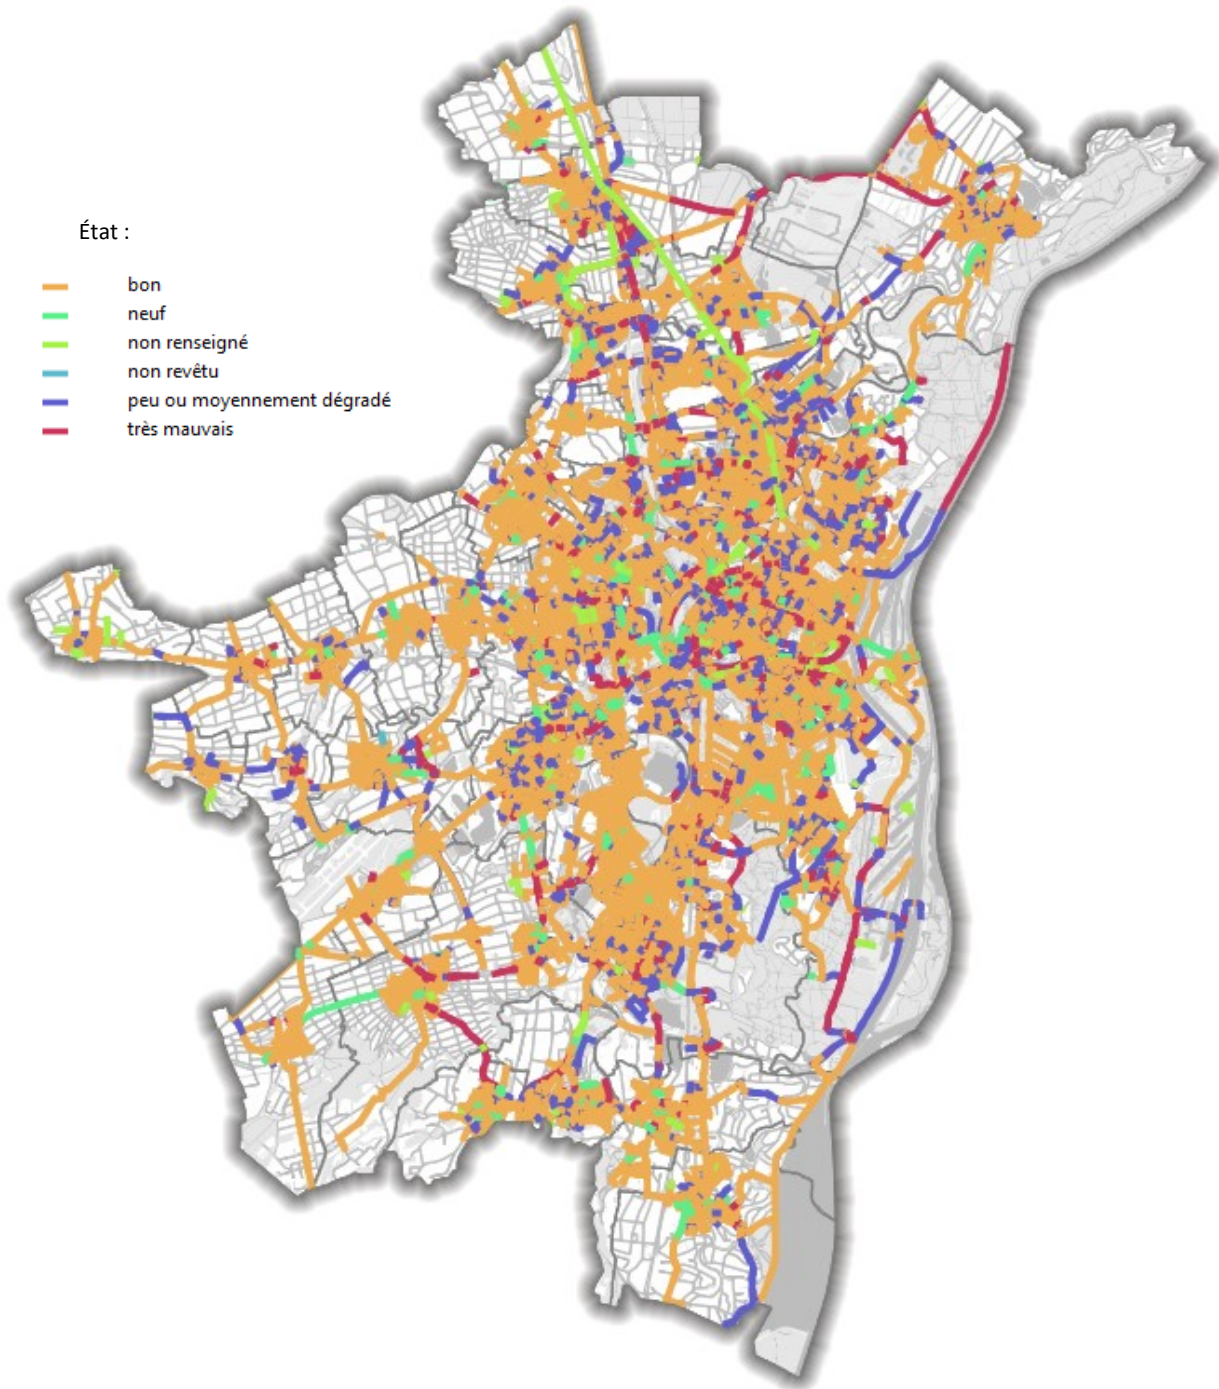 État :
bon
neuf
non renseigné
non revêtu
peu ou moyennement dégradé
très mauvais